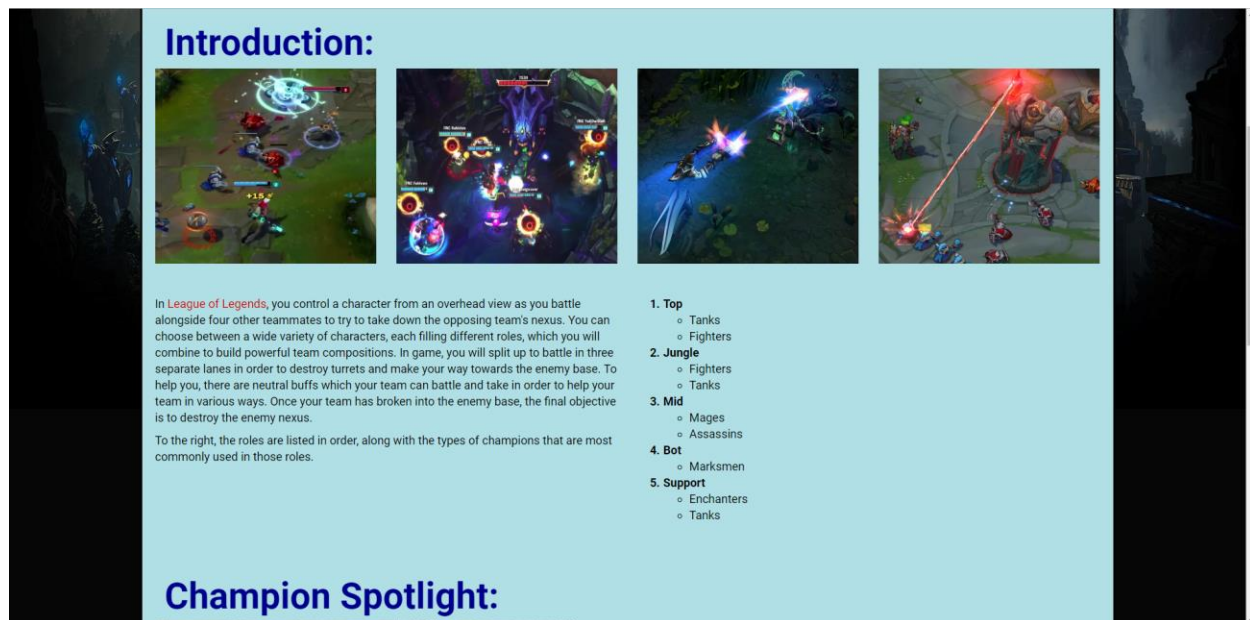 Introduction:
+15
In League of Legends, you control a character from an overhead view as you battle
alongside four other teammates to try to take down the opposing team's nexus. You can
choose between a wide variety of characters, each filling different roles, which you will
combine to build powerful team compositions. In game, you will split up to battle in three
separate lanes in order to destroy turrets and make your way towards the enemy base. To
help you, there are neutral buffs which your team can battle and take in order to help your
team in various ways. Once your team has broken into the enemy base, the final objective
is to destroy the enemy nexus.
To the right, the roles are listed in order, along with the types of champions that are most
commonly used in those roles.
1. Top
Tanks
Fighters
2. Jungle
Fighters
Tanks
3. Mid
Mages
Assassins
4. Bot
Marksmen
5. Support
Enchanters
Tanks
Champion Spotlight: